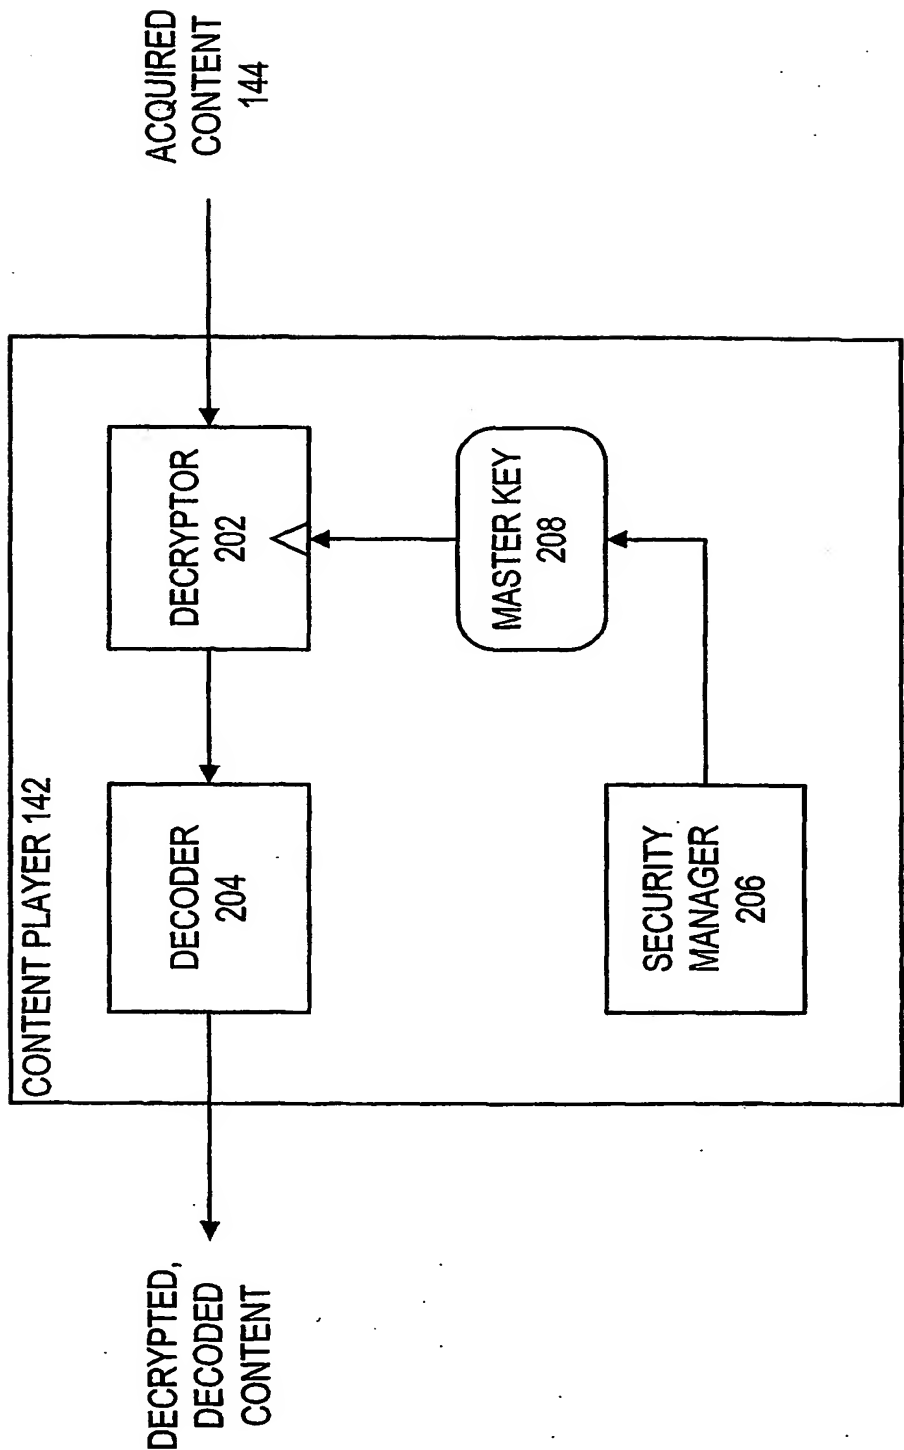 CONTENT PLAYER 142
DECRYPTED,
DECODED
CONTENT
DECODER
204
DECRYPTOR
202
ACQUIRED
CONTENT
144
MASTER KEY
208
SECURITY
MANAGER
206